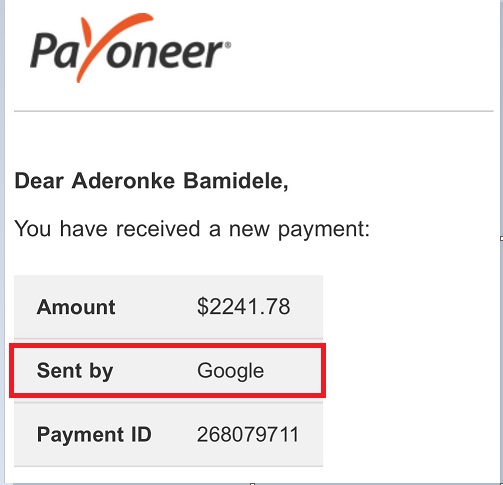 Payoneer®
Dear Aderonke Bamidele,
You have received a new payment:
Amount $2241.78
Sent by Google
Payment ID 268079711